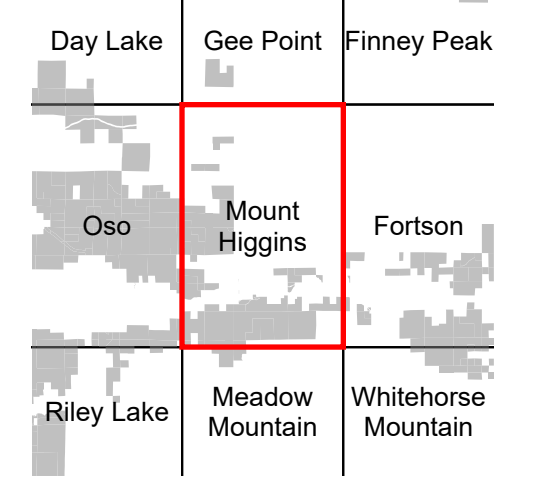 Day Lake
Gee Point
Finney Peak
Oso
Mount
Higgins
Fortson
Riley Lake
Meadow
Mountain
Whitehorse
Mountain